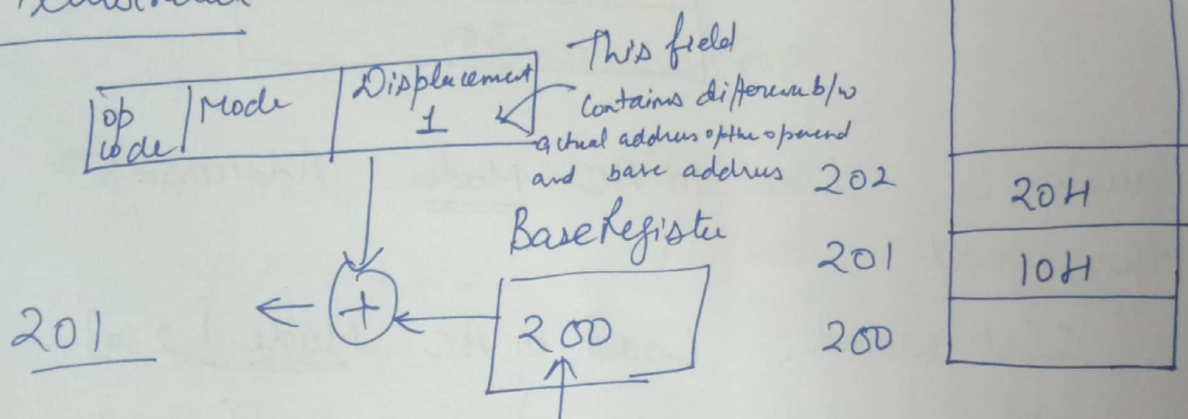 op code
Mode
Displacement
1
This field
contains difference b/w
actual address of the operand
and base address
Base Register
200
201
202
201
200
20H
10H